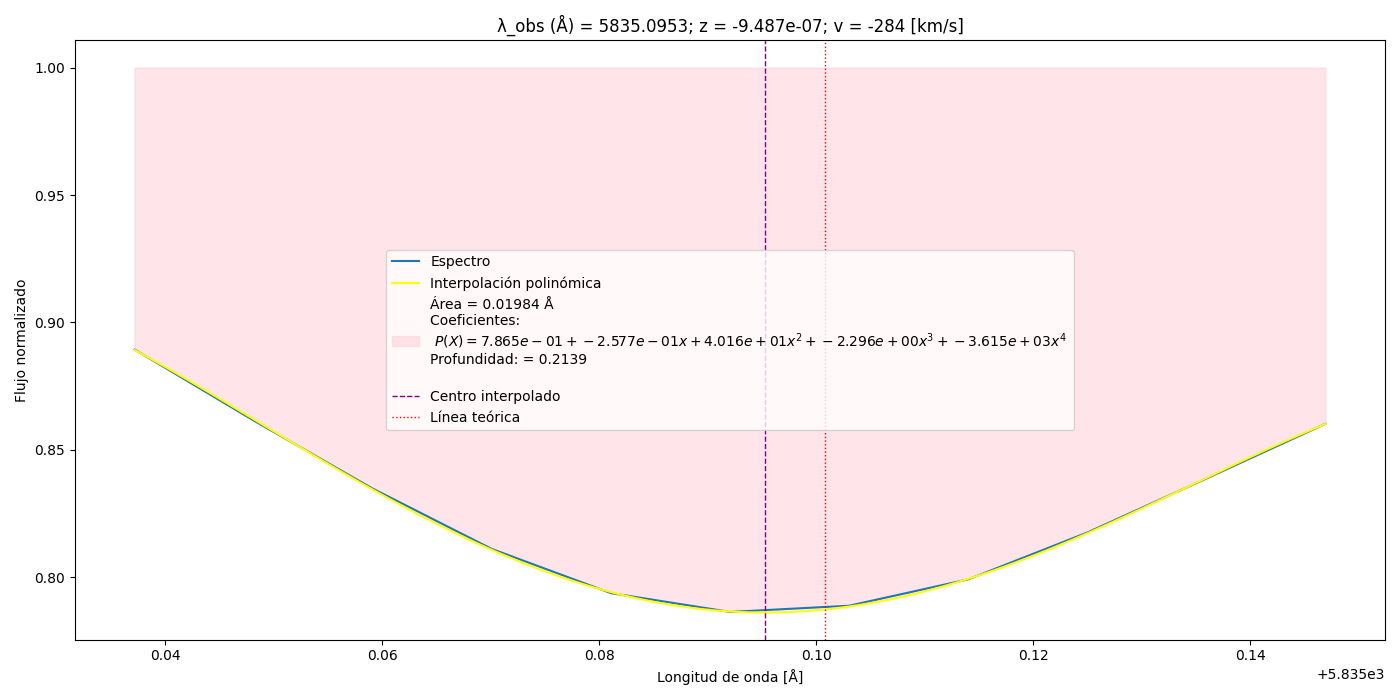 λ_obs (Å) = 5835.0953; z = -9.487e-07; v = -284 [km/s]
1.00
0.95
0.90
0.85
0.80
Flujo normalizado
Espectro
Interpolación polinómica
Área = 0.01984 Å
Coeficientes:
P(X) = 7.865e − 01 + − 2.577e − 01x + 4.016e + 01x² + − 2.296e + 00x³ + − 3.615e + 03x⁴
Profundidad: = 0.2139
Centro interpolado
Línea teórica
0.04 0.06 0.08 0.10 0.12 0.14
+5.835e3
Longitud de onda [Å]